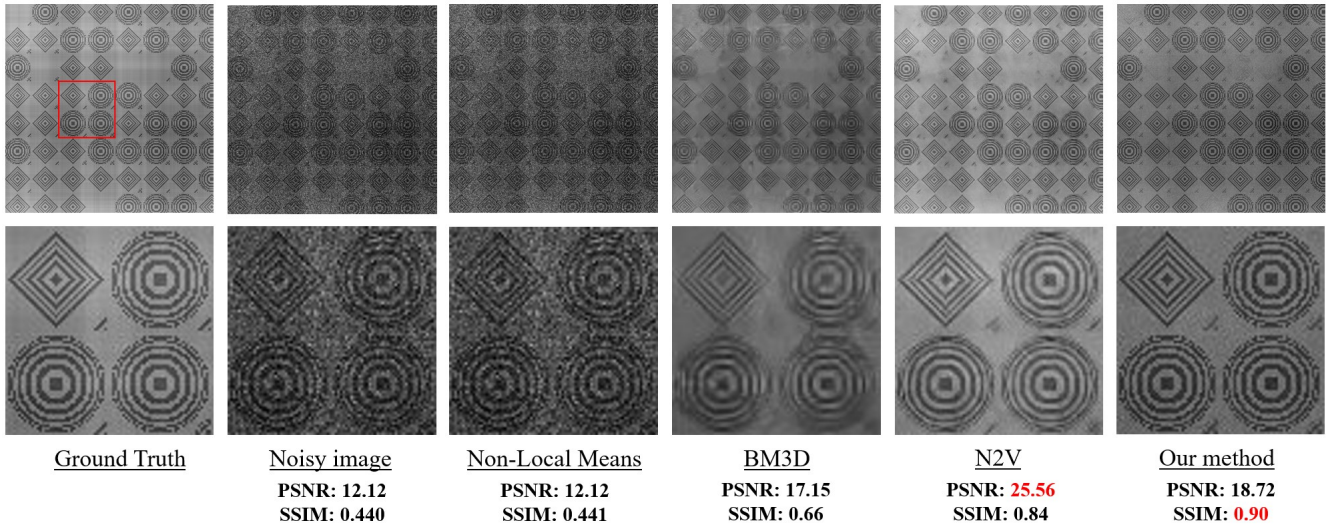 Ground Truth
Noisy image
PSNR: 12.12
SSIM: 0.440
Non-Local Means
PSNR: 12.12
SSIM: 0.441
BM3D
PSNR: 17.15
SSIM: 0.66
N2V
PSNR: 25.56
SSIM: 0.84
Our method
PSNR: 18.72
SSIM: 0.90